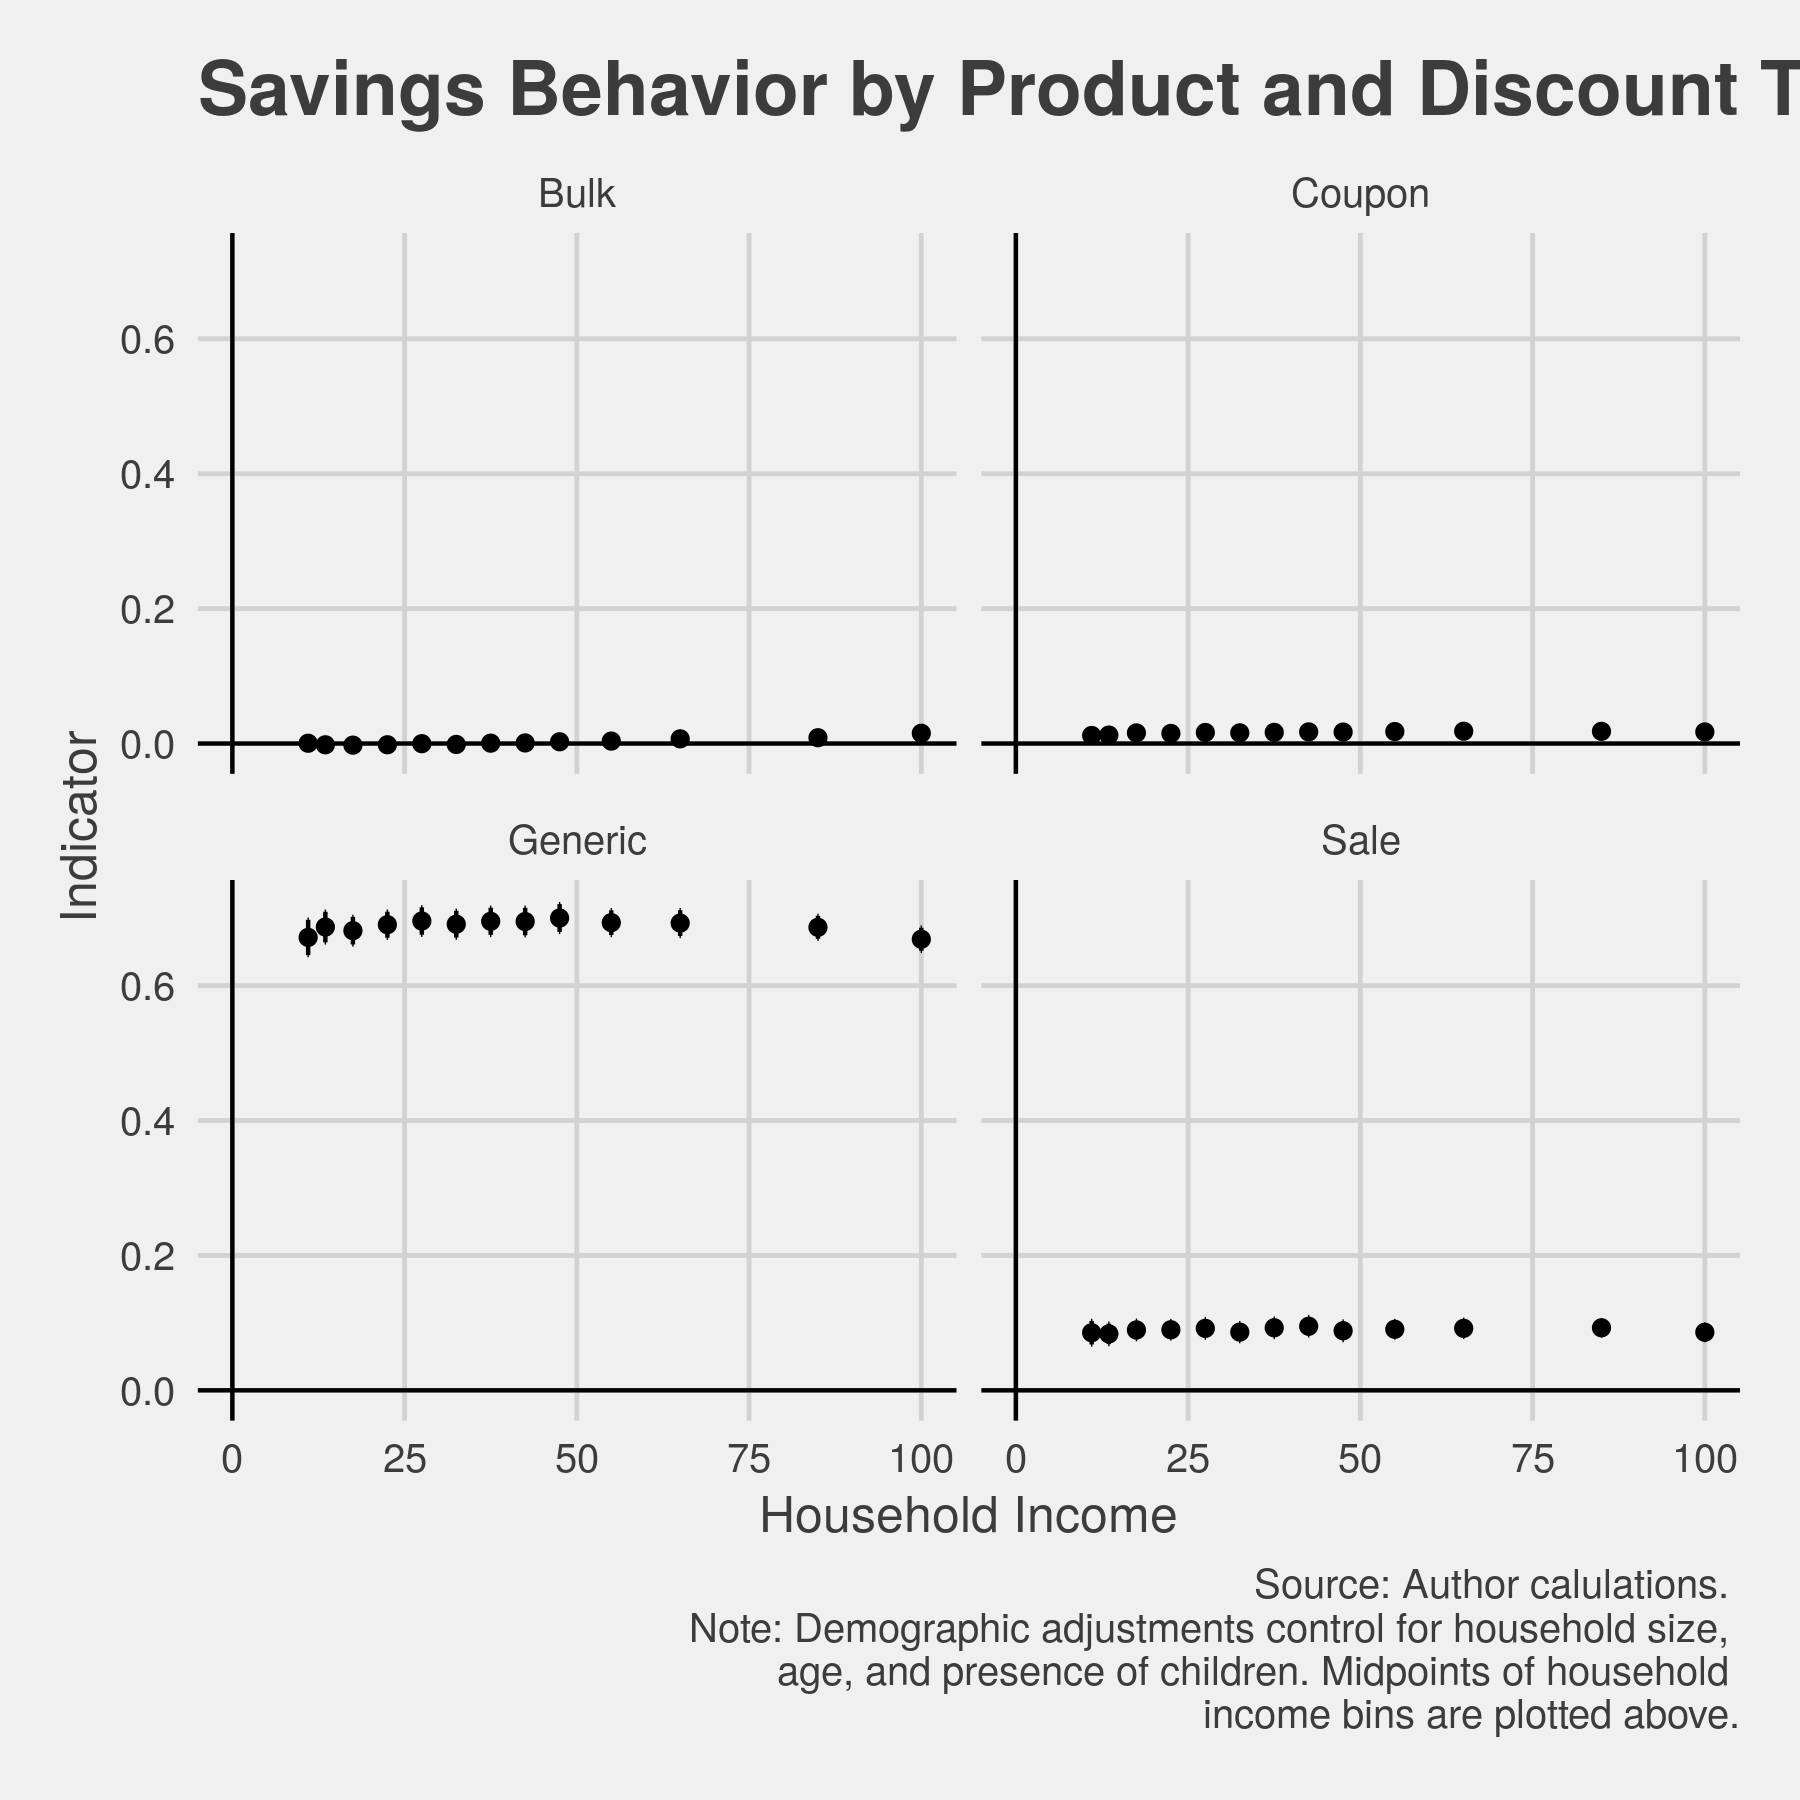 Savings Behavior by Product and Discount T
Bulk
Coupon
0.6
0.4
0.2
0.0
Indicator
Generic
Sale
0.6
0.4
0.2
0.0
0 25 50 75 100 0 25 50 75 100
Household Income
Source: Author calulations.
Note: Demographic adjustments control for household size,
age, and presence of children. Midpoints of household
income bins are plotted above.